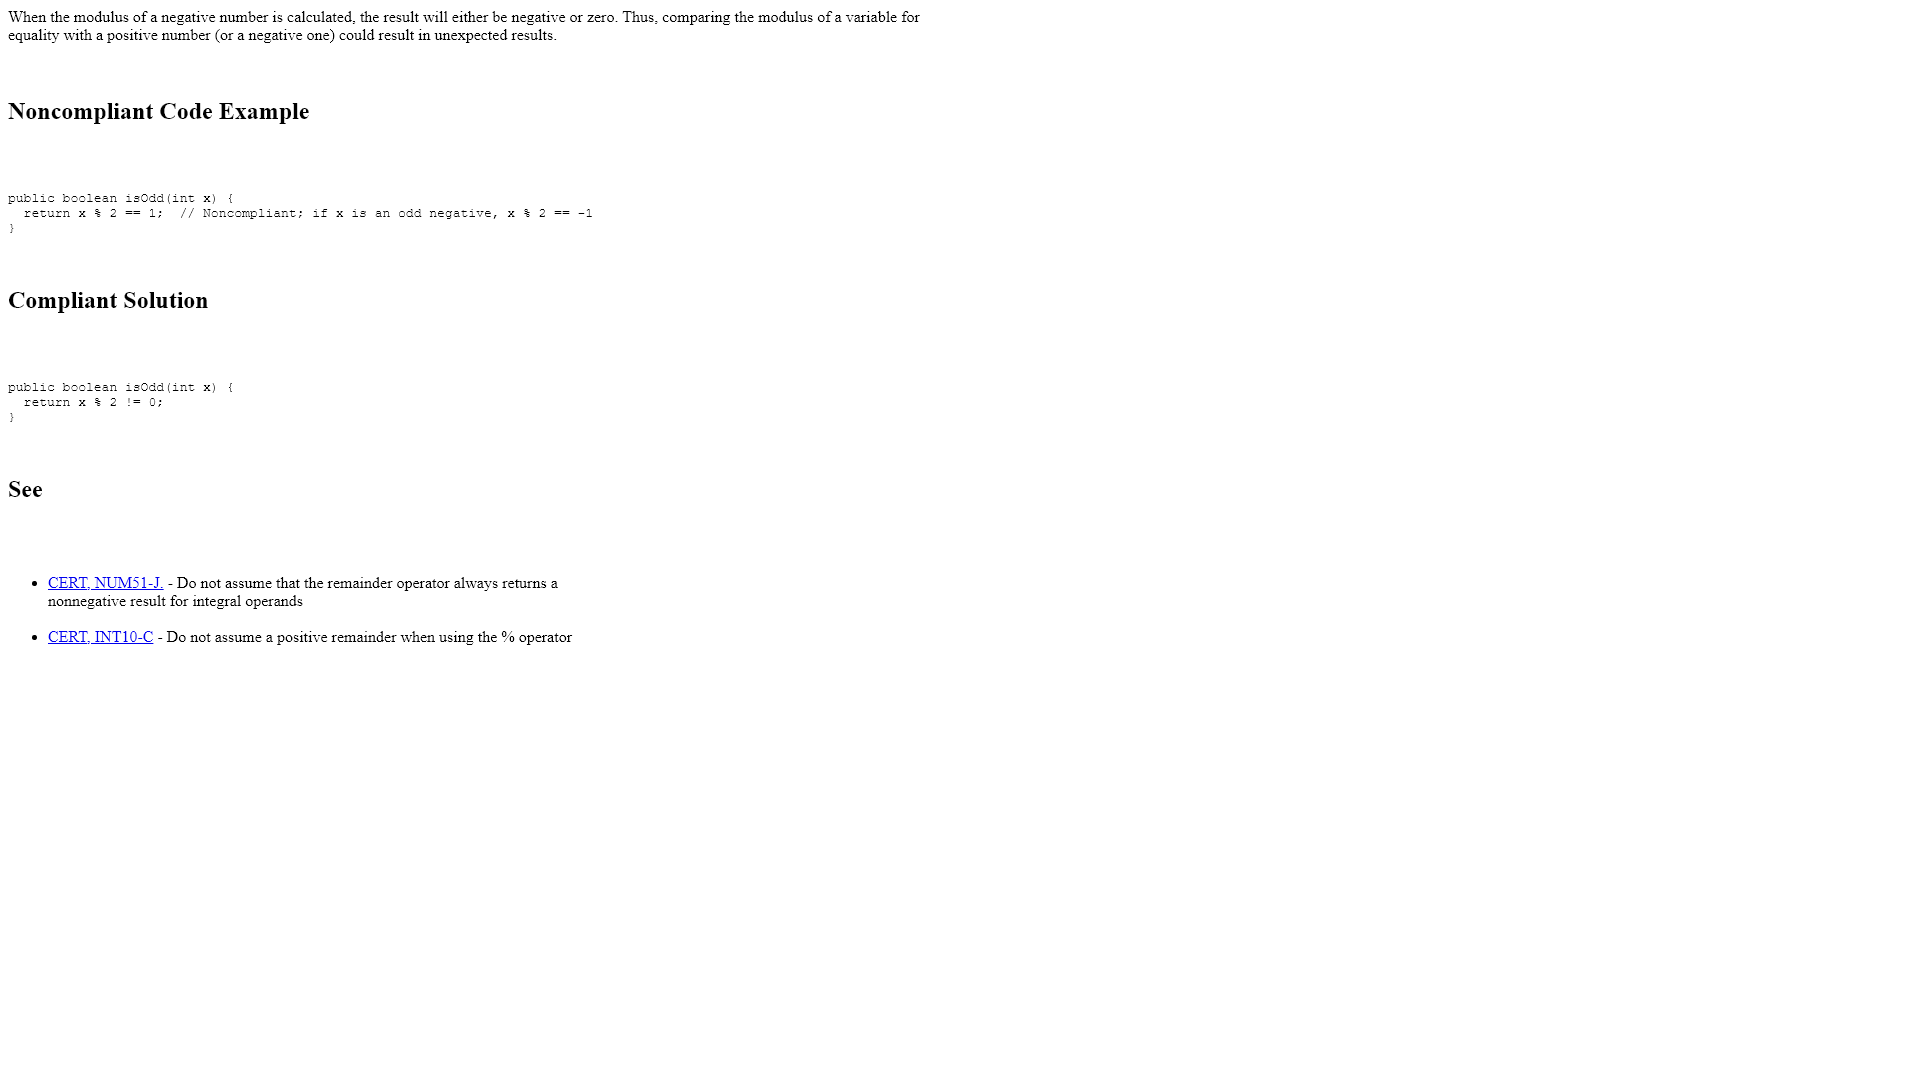 When the modulus of a negative number is calculated, the result will either be negative or zero. Thus, comparing the modulus of a variable for
equality with a positive number (or a negative one) could result in unexpected results.
Noncompliant Code Example
public boolean isOdd(int x) {
  return x % 2 == 1;  // Noncompliant; if x is an odd negative, x % 2 == -1
}
Compliant Solution
public boolean isOdd(int x) {
  return x % 2 != 0;
}
See
• CERT, NUM51-J. - Do not assume that the remainder operator always returns a
nonnegative result for integral operands
• CERT, INT10-C - Do not assume a positive remainder when using the % operator